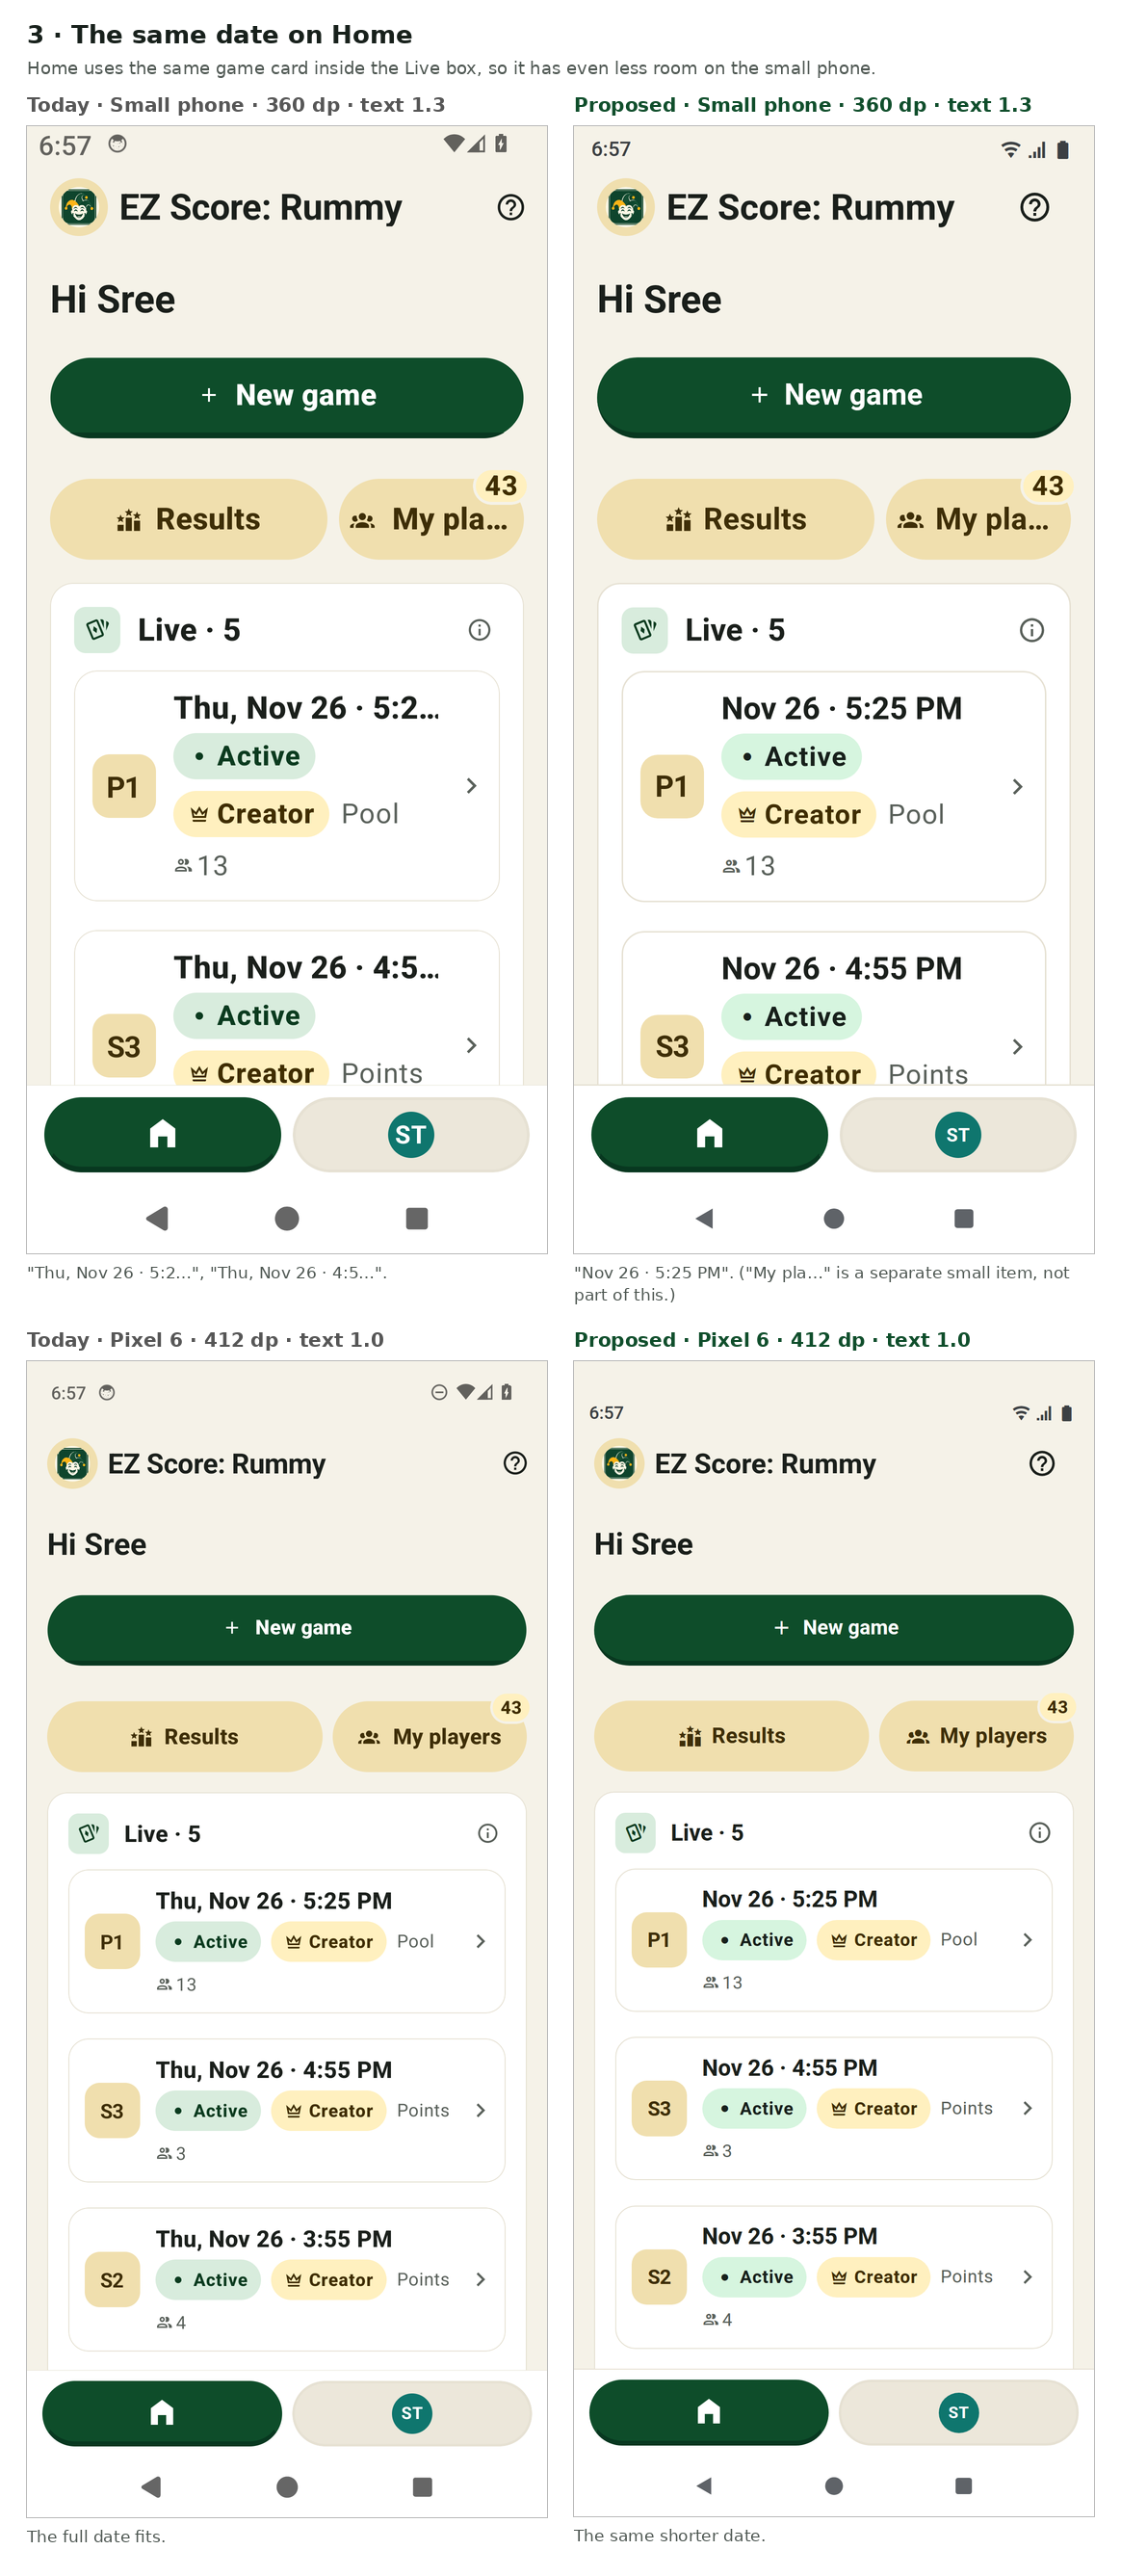 3 · The same date on Home
Home uses the same game card inside the Live box, so it has even less room on the small phone.
Today · Small phone · 360 dp · text 1.3
6:57
EZ Score: Rummy
Hi Sree
+ New game
43
Results
My pla...
Live · 5
Thu, Nov 26 · 5:2...
• Active
P1
Creator Pool
13
Thu, Nov 26 · 4:5...
• Active
S3
Creator Points
ST
"Thu, Nov 26 · 5:2...", "Thu, Nov 26 · 4:5...".
Proposed · Small phone · 360 dp · text 1.3
6:57
EZ Score: Rummy
Hi Sree
+ New game
43
Results
My pla...
Live · 5
Nov 26 · 5:25 PM
• Active
P1
Creator Pool
13
Nov 26 · 4:55 PM
• Active
S3
Creator Points
ST
"Nov 26 · 5:25 PM". ("My pla..." is a separate small item, not
part of this.)
Today · Pixel 6 · 412 dp · text 1.0
6:57
EZ Score: Rummy
Hi Sree
+ New game
43
Results
My players
Live · 5
Thu, Nov 26 · 5:25 PM
P1
• Active Creator Pool
13
Thu, Nov 26 · 4:55 PM
S3
• Active Creator Points
3
Thu, Nov 26 · 3:55 PM
S2
• Active Creator Points
4
ST
The full date fits.
Proposed · Pixel 6 · 412 dp · text 1.0
6:57
EZ Score: Rummy
Hi Sree
+ New game
43
Results
My players
Live · 5
Nov 26 · 5:25 PM
P1
• Active Creator Pool
13
Nov 26 · 4:55 PM
S3
• Active Creator Points
3
Nov 26 · 3:55 PM
S2
• Active Creator Points
4
ST
The same shorter date.